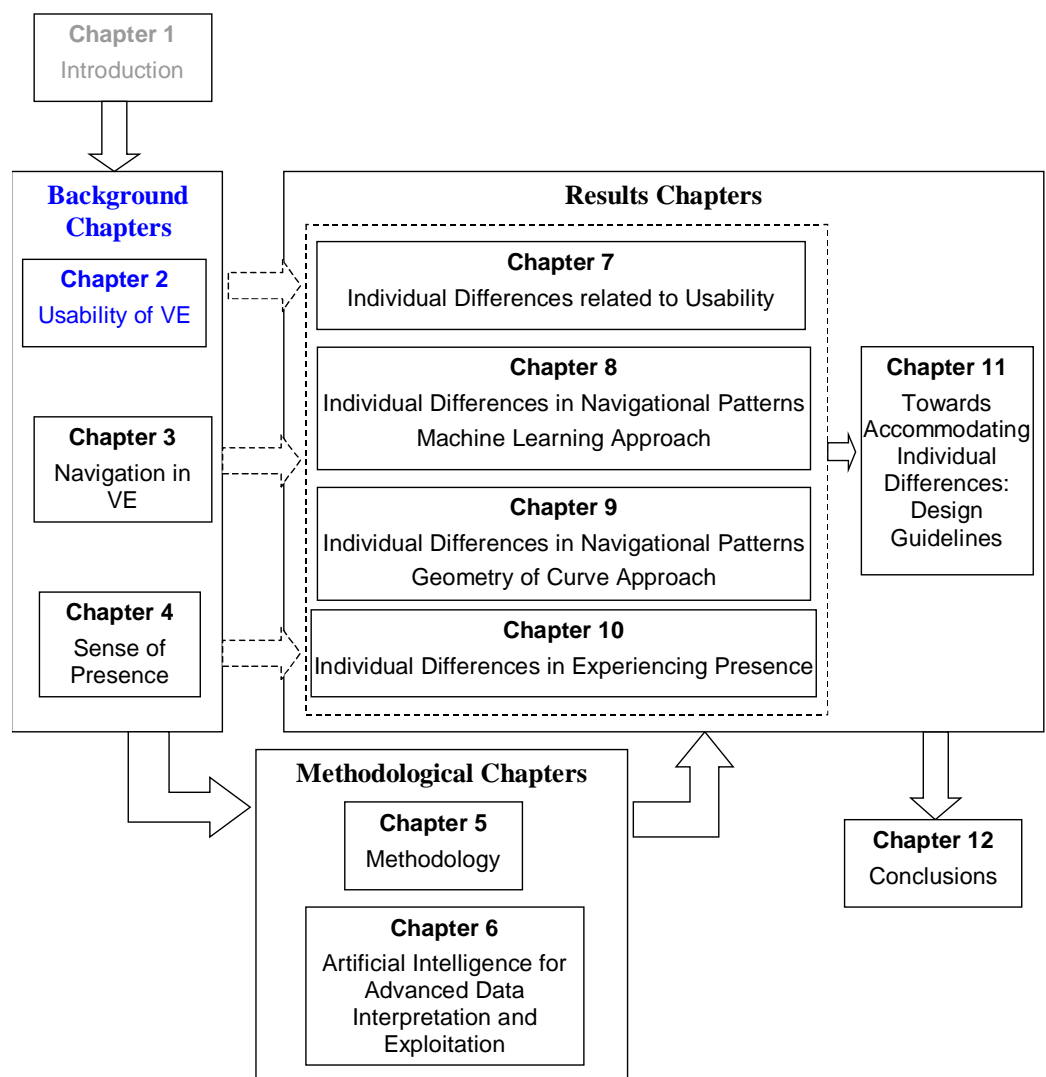 Chapter 1
Introduction
Background
Chapters
Chapter 2
Usability of VE
Chapter 3
Navigation in
VE
Chapter 4
Sense of
Presence
Results Chapters
Chapter 7
Individual Differences related to Usability
Chapter 8
Individual Differences in Navigational Patterns
Machine Learning Approach
Chapter 9
Individual Differences in Navigational Patterns
Geometry of Curve Approach
Chapter 10
Individual Differences in Experiencing Presence
Chapter 11
Towards
Accommodating
Individual
Differences:
Design
Guidelines
Methodological Chapters
Chapter 5
Methodology
Chapter 6
Artificial Intelligence for
Advanced Data
Interpretation and
Exploitation
Chapter 12
Conclusions